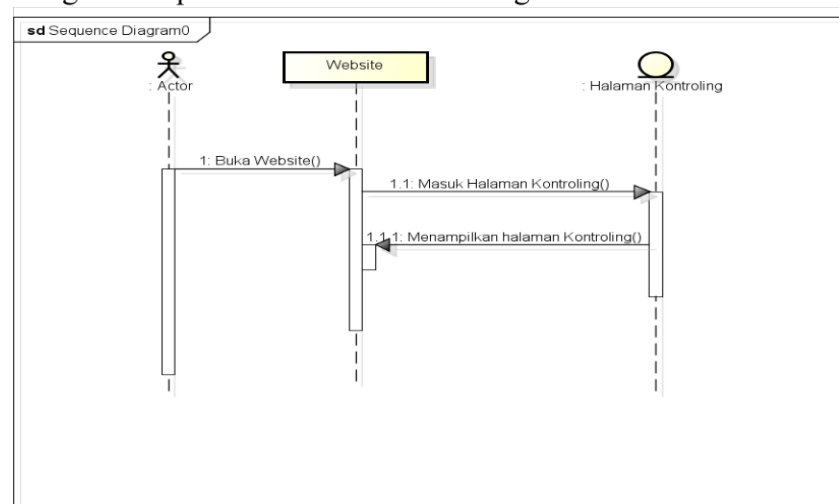 sd Sequence Diagram0
: Actor
Website
: Halaman Kontroling
1: Buka Website()
1.1: Masuk Halaman Kontroling()
1.1.1: Menampilkan halaman Kontroling()